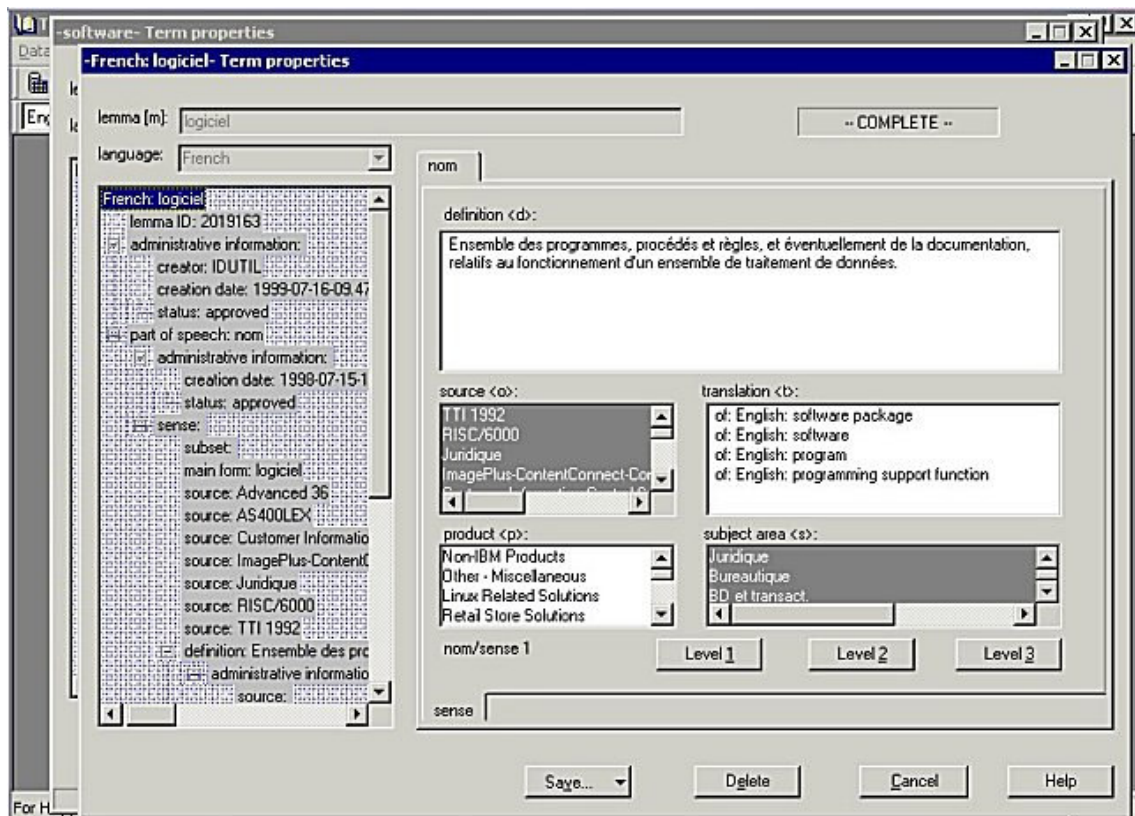 -software- Term properties
Data
-French: logiciel- Term properties
lemma [m]: logiciel
-- COMPLETE --
language: French
French: logiciel
lemma ID: 2019163
administrative information:
creator: IDUTIL
creation date: 1999-07-16-09.47
status: approved
part of speech: nom
administrative information:
creation date: 1998-07-15-1
status: approved
sense:
subset:
main form: logiciel
source: Advanced 36
source: AS400LEX
source: Customer Informatio
source: ImagePlus-Content
source: Juridique
source: RISC/6000
source: TTI 1992
definition: Ensemble des pro
administrative informatio
source:
nom
definition <d>:
Ensemble des programmes, procédés et règles, et éventuellement de la documentation,
relatifs au fonctionnement d'un ensemble de traitement de données.
source <o>:
TTI 1992
RISC/6000
Juridique
ImagePlus-ContentConnect-Con
translation <t>:
of: English: software package
of: English: software
of: English: program
of: English: programming support function
product <p>:
Non-IBM Products
Other - Miscellaneous
Linux Related Solutions
Retail Store Solutions
subject area <s>:
Juridique
Bureautique
BD et transact.
nom/sense 1
Level 1
Level 2
Level 3
sense
Save...
Delete
Cancel
Help
For H